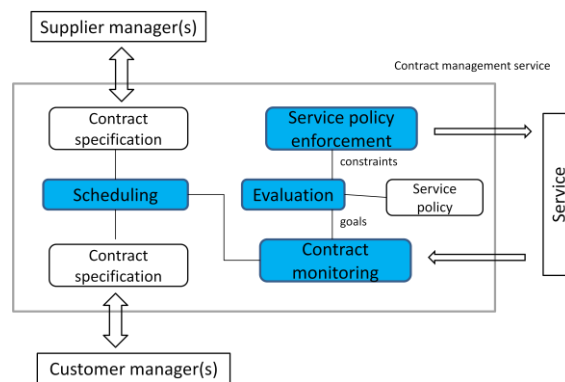 Supplier manager(s)
Contract management service
Contract
specification
Service policy
enforcement
constraints
Scheduling
Evaluation
Service
policy
goals
Contract
specification
Contract
monitoring
Service
Customer manager(s)